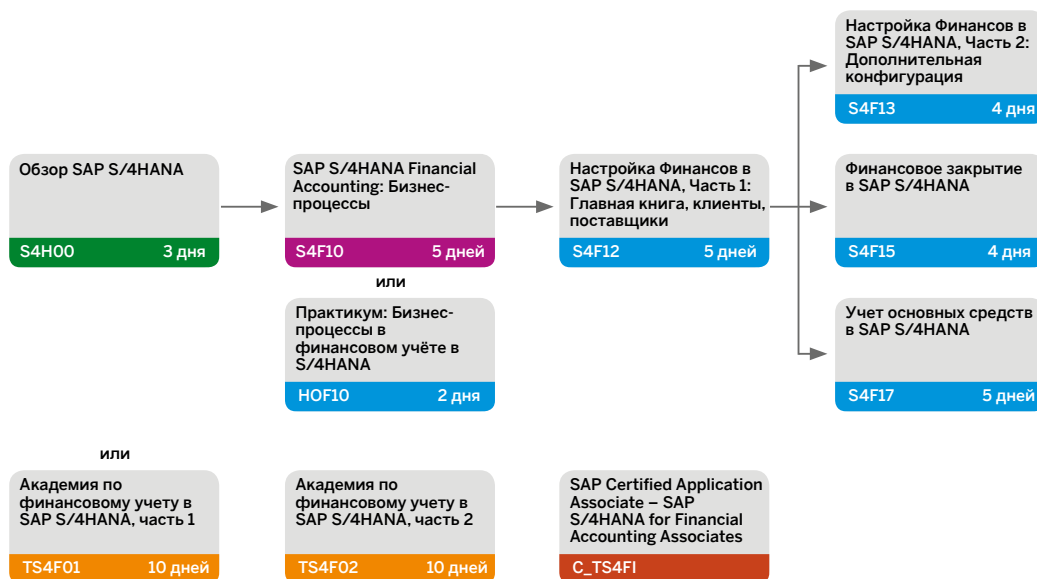 Настройка Финансов в
SAP S/4HANA, Часть 2:
Дополнительная
конфигурация
S4F13 4 дня
Обзор SAP S/4HANA
S4H00 3 дня
SAP S/4HANA Financial
Accounting: Бизнес-
процессы
S4F10 5 дней
Настройка Финансов в
SAP S/4HANA, Часть 1:
Главная книга, клиенты,
поставщики
S4F12 5 дней
Финансовое закрытие
в SAP S/4HANA
S4F15 4 дня
или
Практикум: Бизнес-
процессы в
финансовом учёте в
S/4HANA
HOF10 2 дня
Учет основных средств
в SAP S/4HANA
S4F17 5 дней
или
Академия по
финансовому учету в
SAP S/4HANA, часть 1
TS4F01 10 дней
Академия по
финансовому учету в
SAP S/4HANA, часть 2
TS4F02 10 дней
SAP Certified Application
Associate – SAP
S/4HANA for Financial
Accounting Associates
C_TS4FI